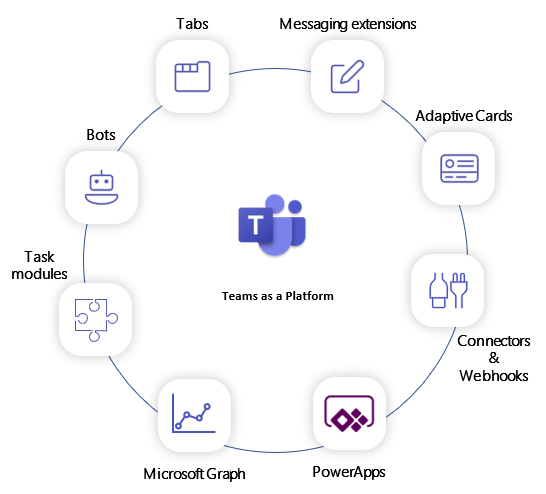 Tabs
Messaging extensions
Adaptive Cards
Bots
Task
modules
T
Teams as a Platform
Connectors
&
Webhooks
Microsoft Graph
PowerApps